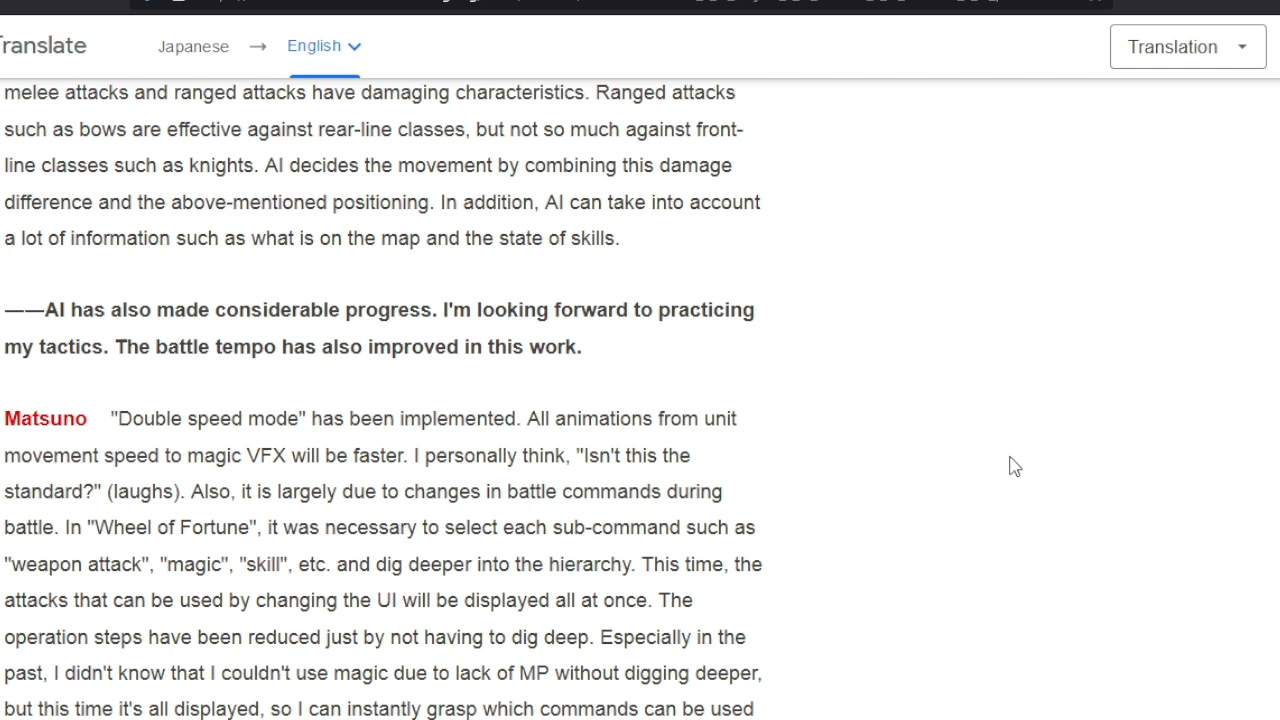 Translate
Japanese → English
Translation
melee attacks and ranged attacks have damaging characteristics. Ranged attacks
such as bows are effective against rear-line classes, but not so much against front-
line classes such as knights. AI decides the movement by combining this damage
difference and the above-mentioned positioning. In addition, AI can take into account
a lot of information such as what is on the map and the state of skills.
——AI has also made considerable progress. I'm looking forward to practicing
my tactics. The battle tempo has also improved in this work.
Matsuno "Double speed mode" has been implemented. All animations from unit
movement speed to magic VFX will be faster. I personally think, "Isn't this the
standard?" (laughs). Also, it is largely due to changes in battle commands during
battle. In "Wheel of Fortune", it was necessary to select each sub-command such as
"weapon attack", "magic", "skill", etc. and dig deeper into the hierarchy. This time, the
attacks that can be used by changing the UI will be displayed all at once. The
operation steps have been reduced just by not having to dig deep. Especially in the
past, I didn't know that I couldn't use magic due to lack of MP without digging deeper,
but this time it's all displayed, so I can instantly grasp which commands can be used